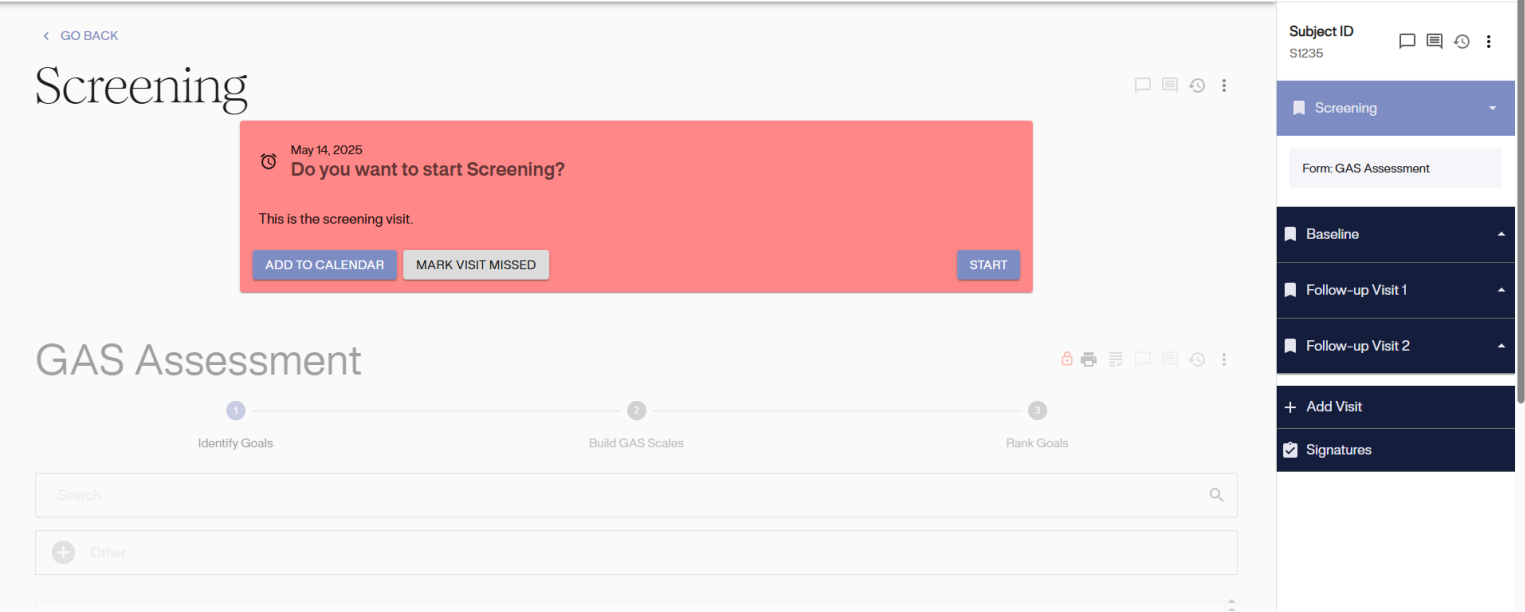 GO BACK
Screening
May 14, 2025
Do you want to start Screening?
This is the screening visit.
ADD TO CALENDAR
MARK VISIT MISSED
START
GAS Assessment
1
2
3
Identify Goals
Build GAS Scales
Rank Goals
Search
Other
Subject ID
S1235
Screening
Form: GAS Assessment
Baseline
Follow-up Visit 1
Follow-up Visit 2
Add Visit
Signatures